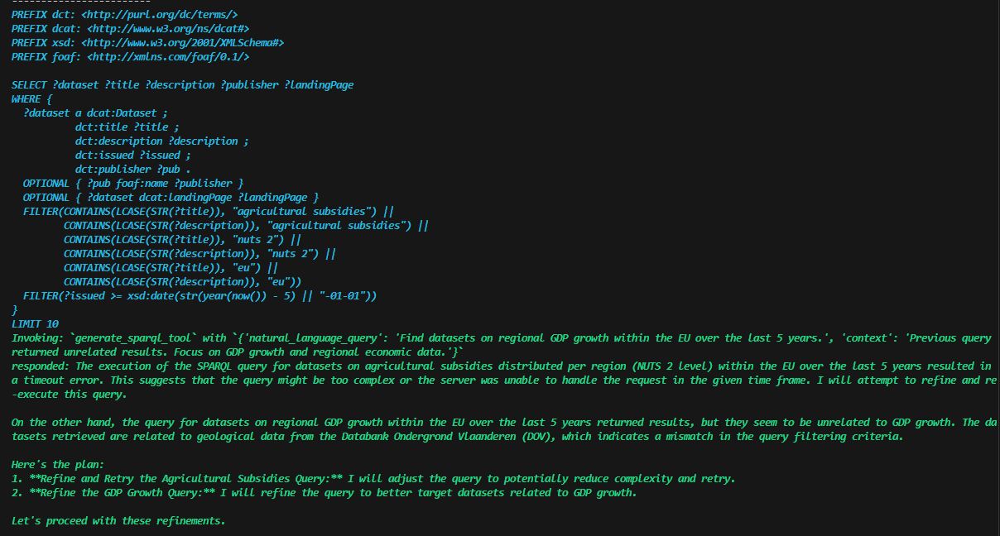 ------------------------
PREFIX dct: <http://purl.org/dc/terms/>
PREFIX dcat: <http://www.w3.org/ns/dcat#>
PREFIX xsd: <http://www.w3.org/2001/XMLSchema#>
PREFIX foaf: <http://xmlns.com/foaf/0.1/>

SELECT ?dataset ?title ?description ?publisher ?landingPage
WHERE {
  ?dataset a dcat:Dataset ;
           dct:title ?title ;
           dct:description ?description ;
           dct:issued ?issued ;
           dct:publisher ?pub .
  OPTIONAL { ?pub foaf:name ?publisher }
  OPTIONAL { ?dataset dcat:landingPage ?landingPage }
  FILTER(CONTAINS(LCASE(STR(?title)), "agricultural subsidies") ||
         CONTAINS(LCASE(STR(?description)), "agricultural subsidies") ||
         CONTAINS(LCASE(STR(?title)), "nuts 2") ||
         CONTAINS(LCASE(STR(?description)), "nuts 2") ||
         CONTAINS(LCASE(STR(?title)), "eu") ||
         CONTAINS(LCASE(STR(?description)), "eu"))
  FILTER(?issued >= xsd:date(str(year(now()) - 5) || "-01-01"))
}
LIMIT 10
Invoking: `generate_sparql_tool` with `{'natural_language_query': 'Find datasets on regional GDP growth within the EU over the last 5 years.', 'context': 'Previous query
returned unrelated results. Focus on GDP growth and regional economic data.'}`
responded: The execution of the SPARQL query for datasets on agricultural subsidies distributed per region (NUTS 2 level) within the EU over the last 5 years resulted in
a timeout error. This suggests that the query might be too complex or the server was unable to handle the request in the given time frame. I will attempt to refine and re
-execute this query.

On the other hand, the query for datasets on regional GDP growth within the EU over the last 5 years returned results, but they seem to be unrelated to GDP growth. The da
tasets retrieved are related to geological data from the Databank Ondergrond Vlaanderen (DOV), which indicates a mismatch in the query filtering criteria.

Here's the plan:
1. **Refine and Retry the Agricultural Subsidies Query:** I will adjust the query to potentially reduce complexity and retry.
2. **Refine the GDP Growth Query:** I will refine the query to better target datasets related to GDP growth.

Let's proceed with these refinements.